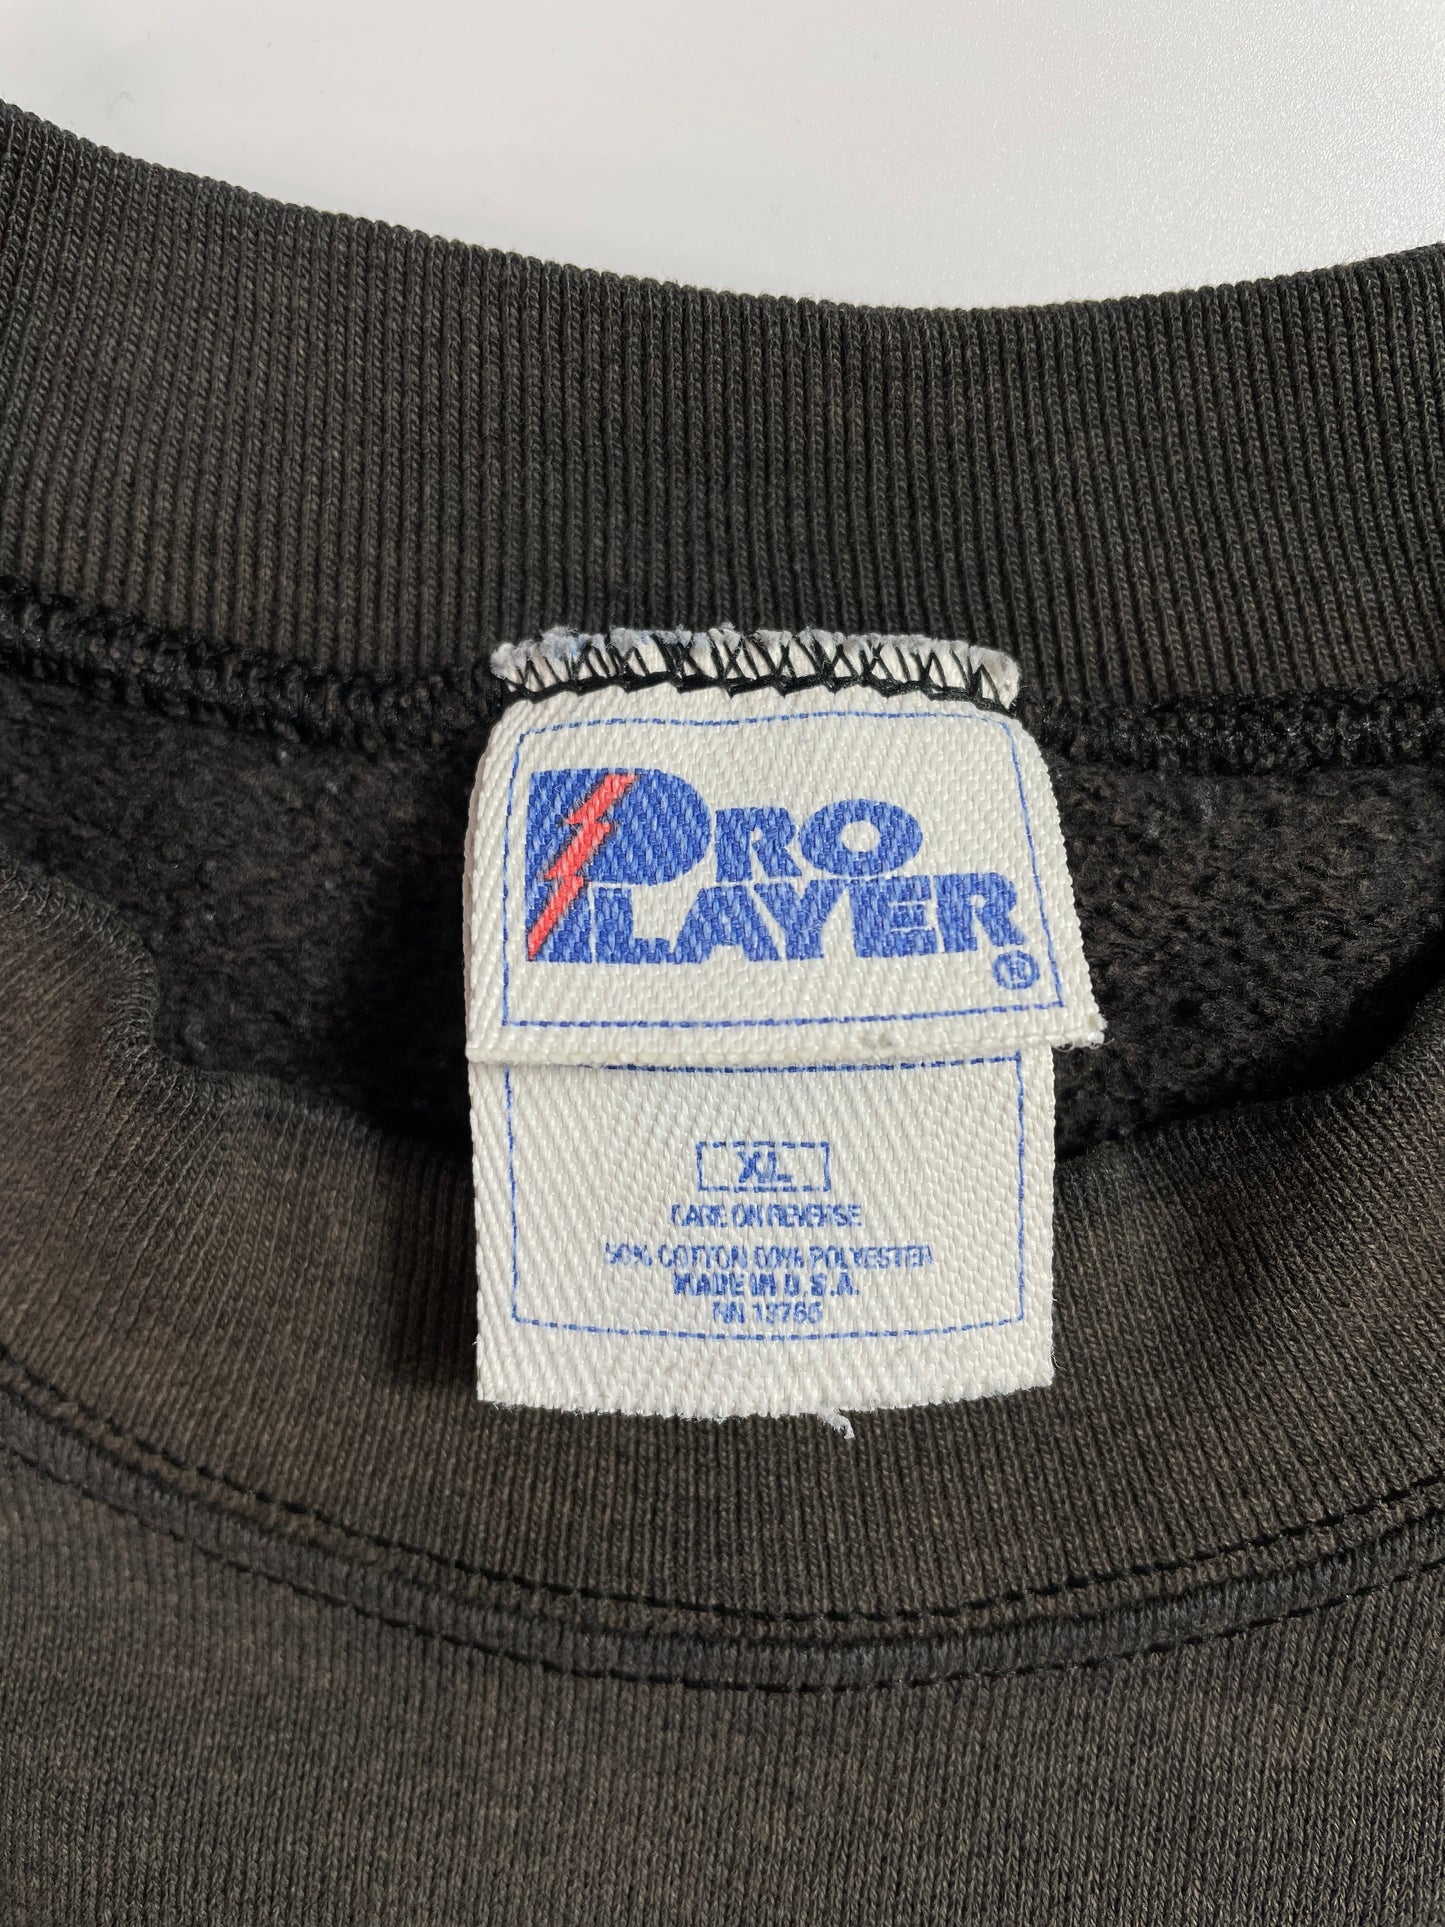 PRO
PLAYER
®
XL
CARE ON REVERSE
50% COTTON 50% POLYESTER
MADE IN U.S.A.
RN 13765